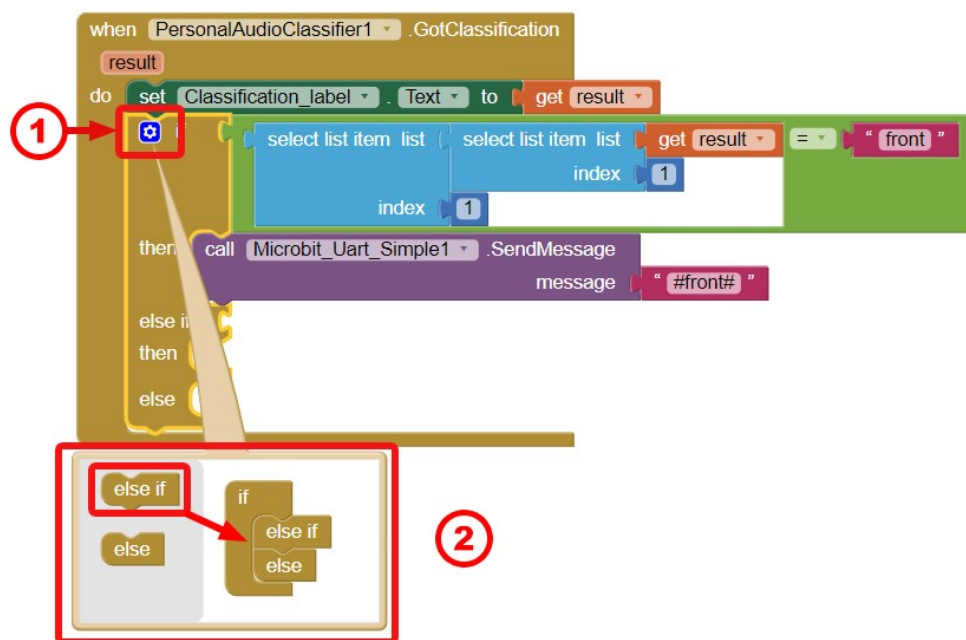 when PersonalAudioClassifier1 .GotClassification
result
do set Classification_label . Text to get result
1
if select list item list select list item list get result = " front "
index 1
index 1
then call Microbit_Uart_Simple1 .SendMessage
message " #front# "
else if
then
else
else if
else
if
else if
else
2